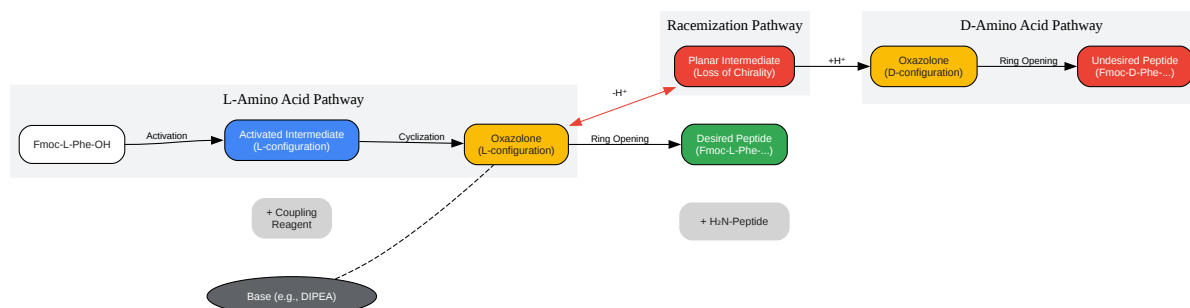 Racemization Pathway
D-Amino Acid Pathway
Planar Intermediate
(Loss of Chirality)
+H⁺
Oxazolone
(D-configuration)
Ring Opening
Undesired Peptide
(Fmoc-D-Phe-...)
-H⁺
L-Amino Acid Pathway
Fmoc-L-Phe-OH
Activation
Activated Intermediate
(L-configuration)
Cyclization
Oxazolone
(L-configuration)
Ring Opening
Desired Peptide
(Fmoc-L-Phe-...)
+ Coupling
Reagent
+ H₂N-Peptide
Base (e.g., DIPEA)